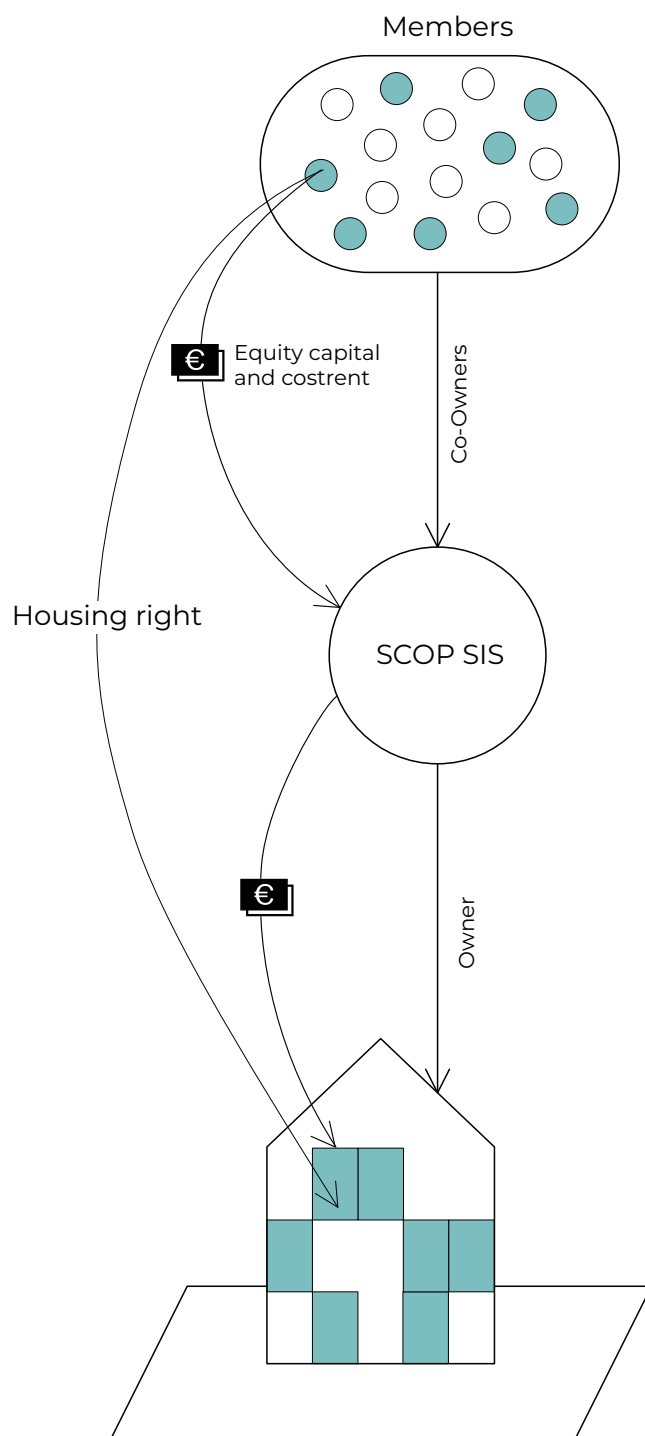 Members
€
Equity capital
and costrent
Co-Owners
Housing right
SCOP SIS
€
Owner